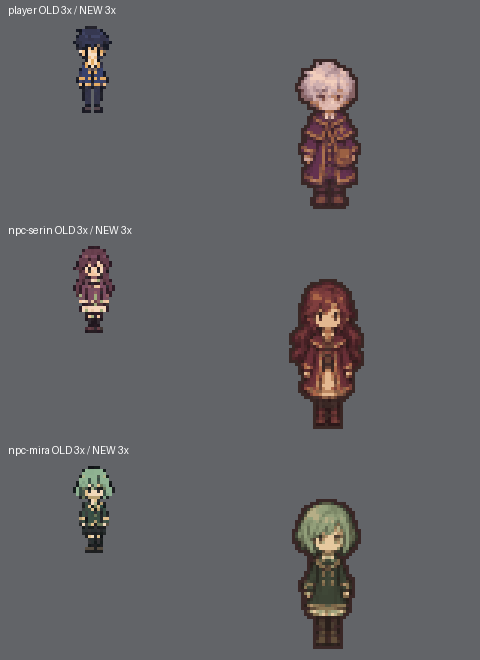 player OLD 3x / NEW 3x
npc-serin OLD 3x / NEW 3x
npc-mira OLD 3x / NEW 3x